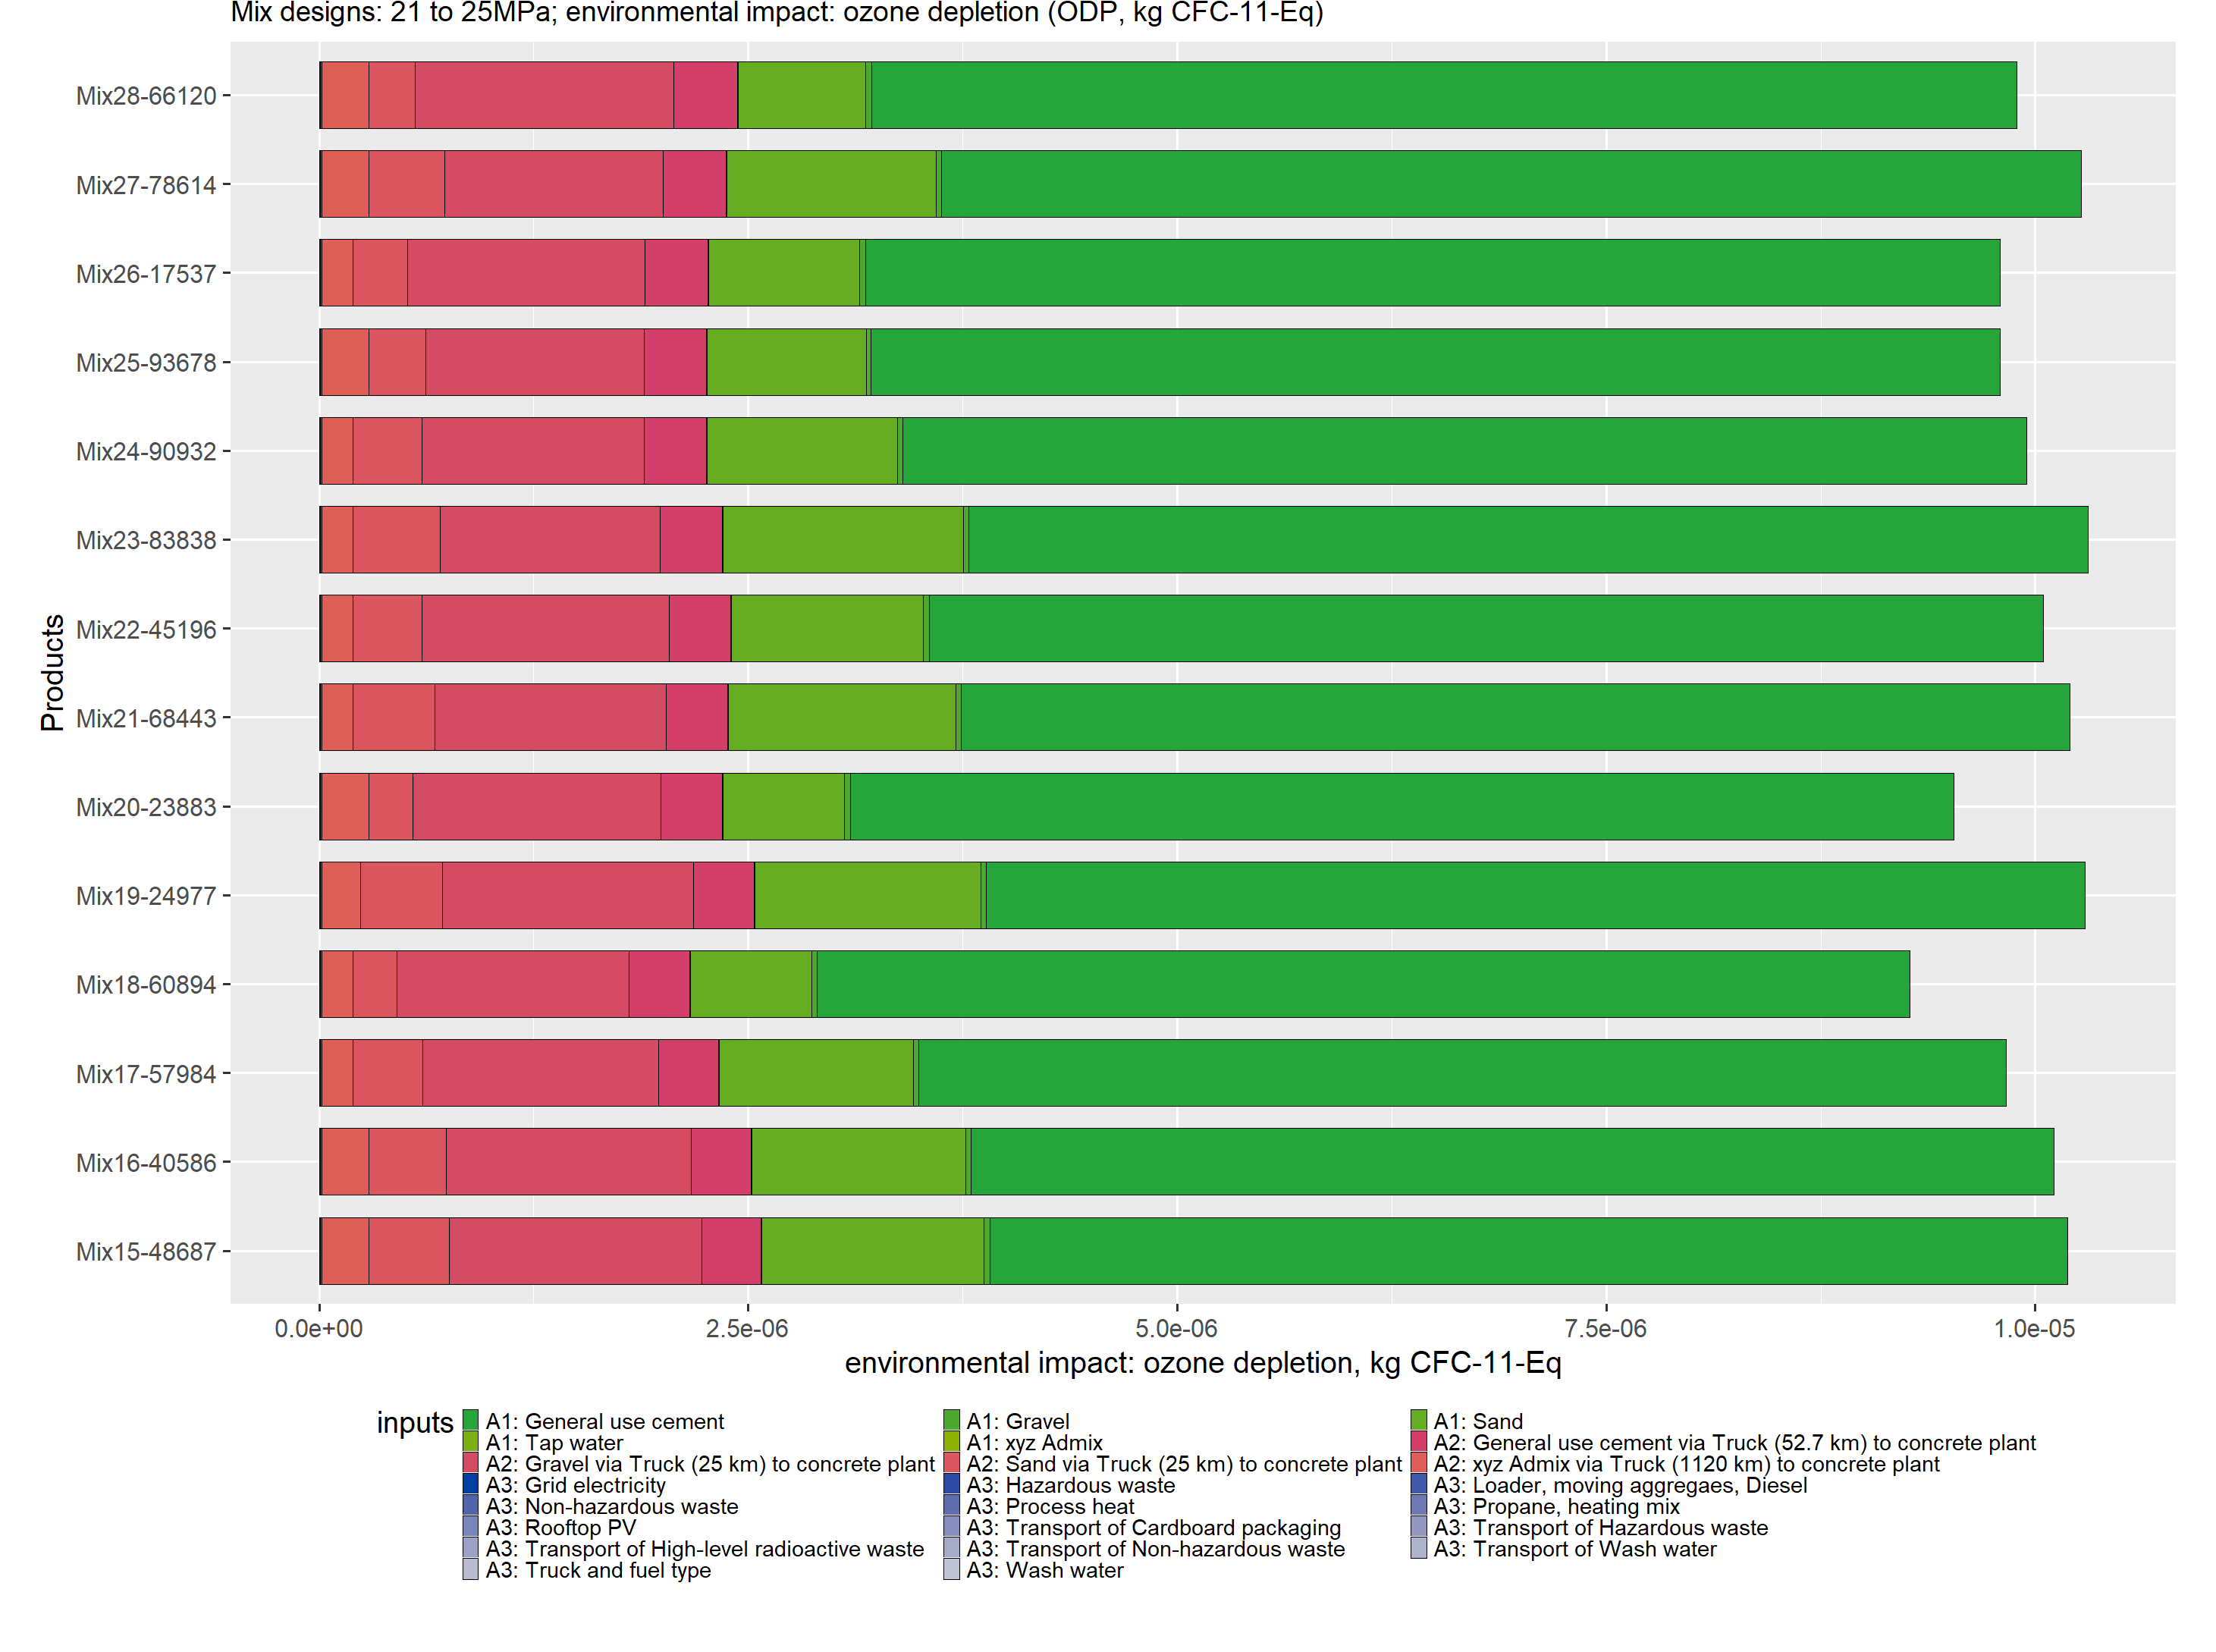 Mix designs: 21 to 25MPa; environmental impact: ozone depletion (ODP, kg CFC-11-Eq)
Products
Mix28-66120
Mix27-78614
Mix26-17537
Mix25-93678
Mix24-90932
Mix23-83838
Mix22-45196
Mix21-68443
Mix20-23883
Mix19-24977
Mix18-60894
Mix17-57984
Mix16-40586
Mix15-48687
0.0e+00 2.5e-06 5.0e-06 7.5e-06 1.0e-05
environmental impact: ozone depletion, kg CFC-11-Eq
inputs
A1: General use cement A1: Gravel A1: Sand
A1: Tap water A1: xyz Admix A2: General use cement via Truck (52.7 km) to concrete plant
A2: Gravel via Truck (25 km) to concrete plant A2: Sand via Truck (25 km) to concrete plant A2: xyz Admix via Truck (1120 km) to concrete plant
A3: Grid electricity A3: Hazardous waste A3: Loader, moving aggregaes, Diesel
A3: Non-hazardous waste A3: Process heat A3: Propane, heating mix
A3: Rooftop PV A3: Transport of Cardboard packaging A3: Transport of Hazardous waste
A3: Transport of High-level radioactive waste A3: Transport of Non-hazardous waste A3: Transport of Wash water
A3: Truck and fuel type A3: Wash water